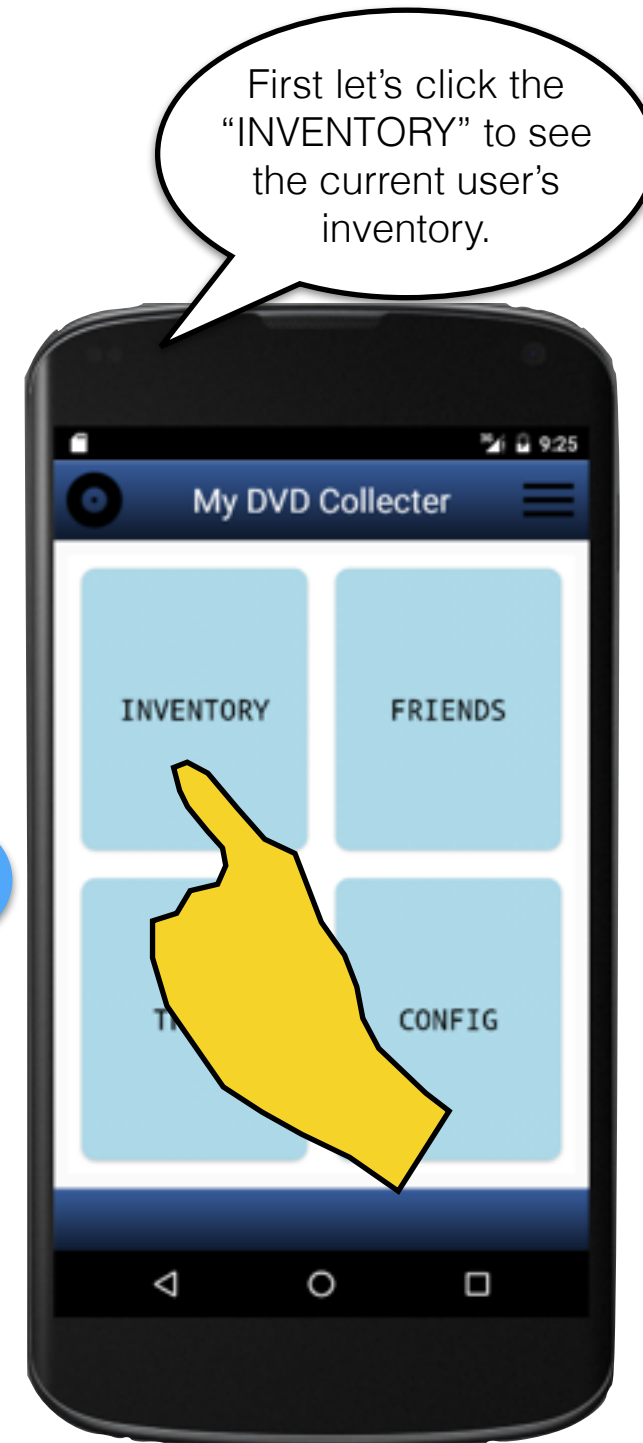 First let’s click the
“INVENTORY” to see
the current user’s
inventory.
9:25
My DVD Collecter
INVENTORY
FRIENDS
CONFIG